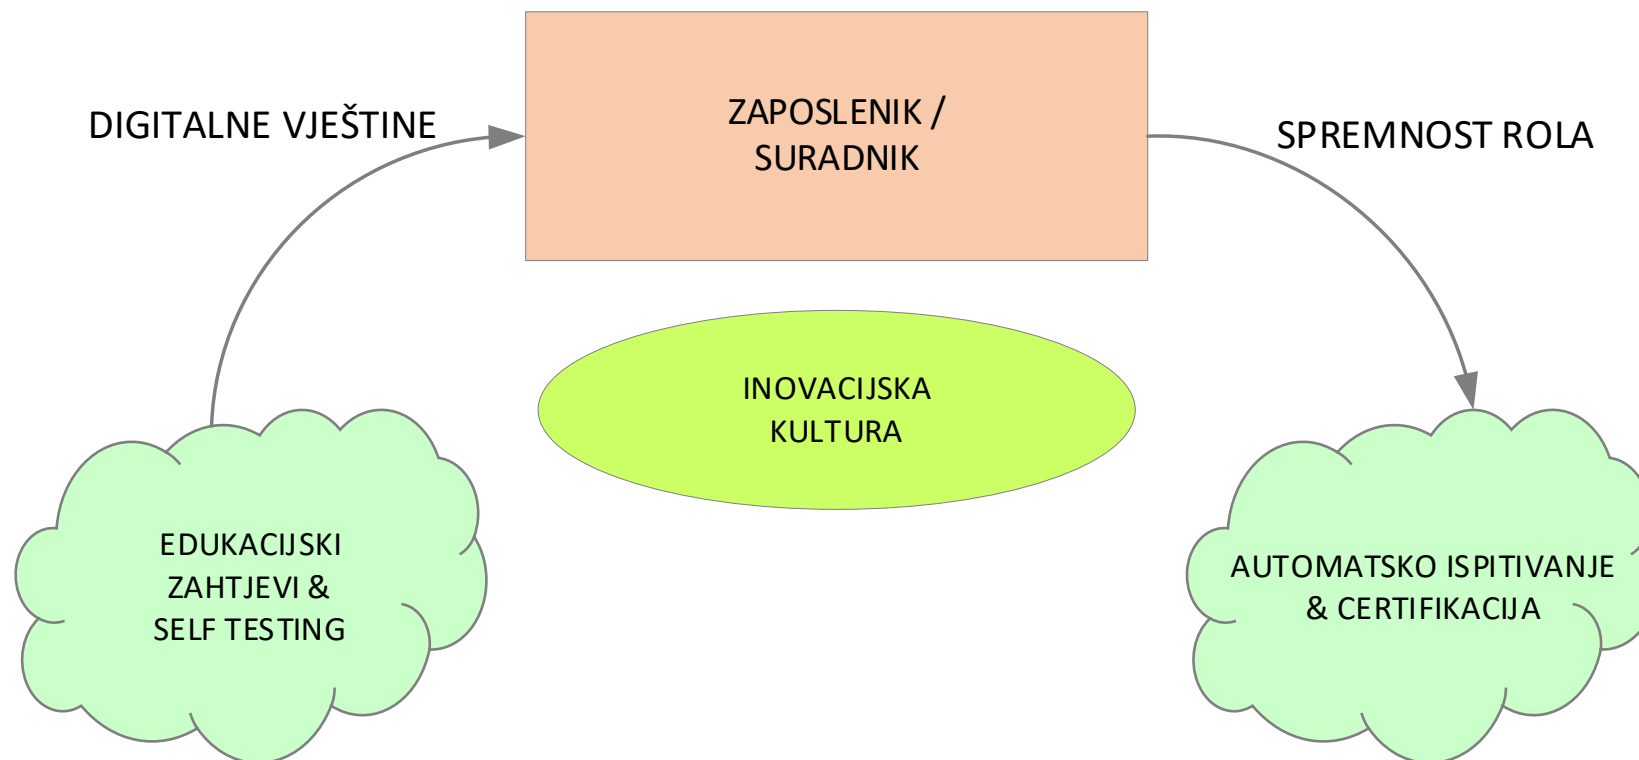 DIGITALNE VJEŠTINE
ZAPOSLENIK /
SURADNIK
SPREMNOST ROLA
INOVACIJSKA
KULTURA
EDUKACIJSKI
ZAHTJEVI &
SELF TESTING
AUTOMATSKO ISPITIVANJE
& CERTIFIKACIJA